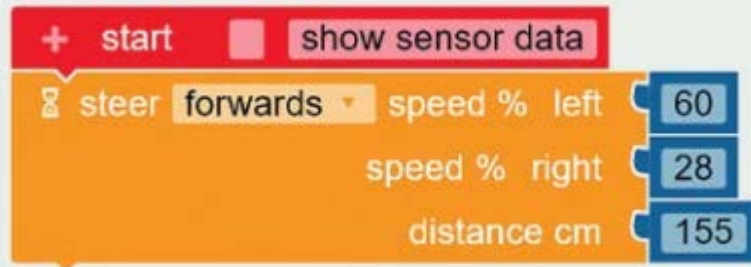 + start show sensor data
steer forwards speed % left 60
speed % right 28
distance cm 155